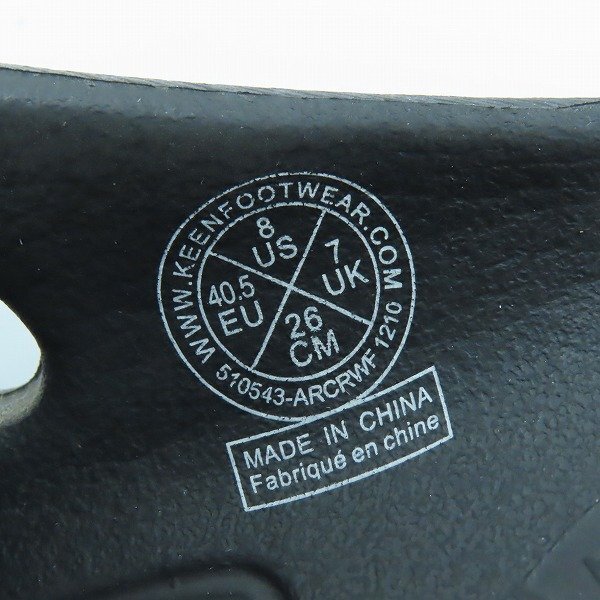 WWW.KEENFOOTWEAR.COM
8
US
7
UK
40.5
EU
26
CM
510543-ARCRWF 1210
MADE IN CHINA
Fabriqué en chine